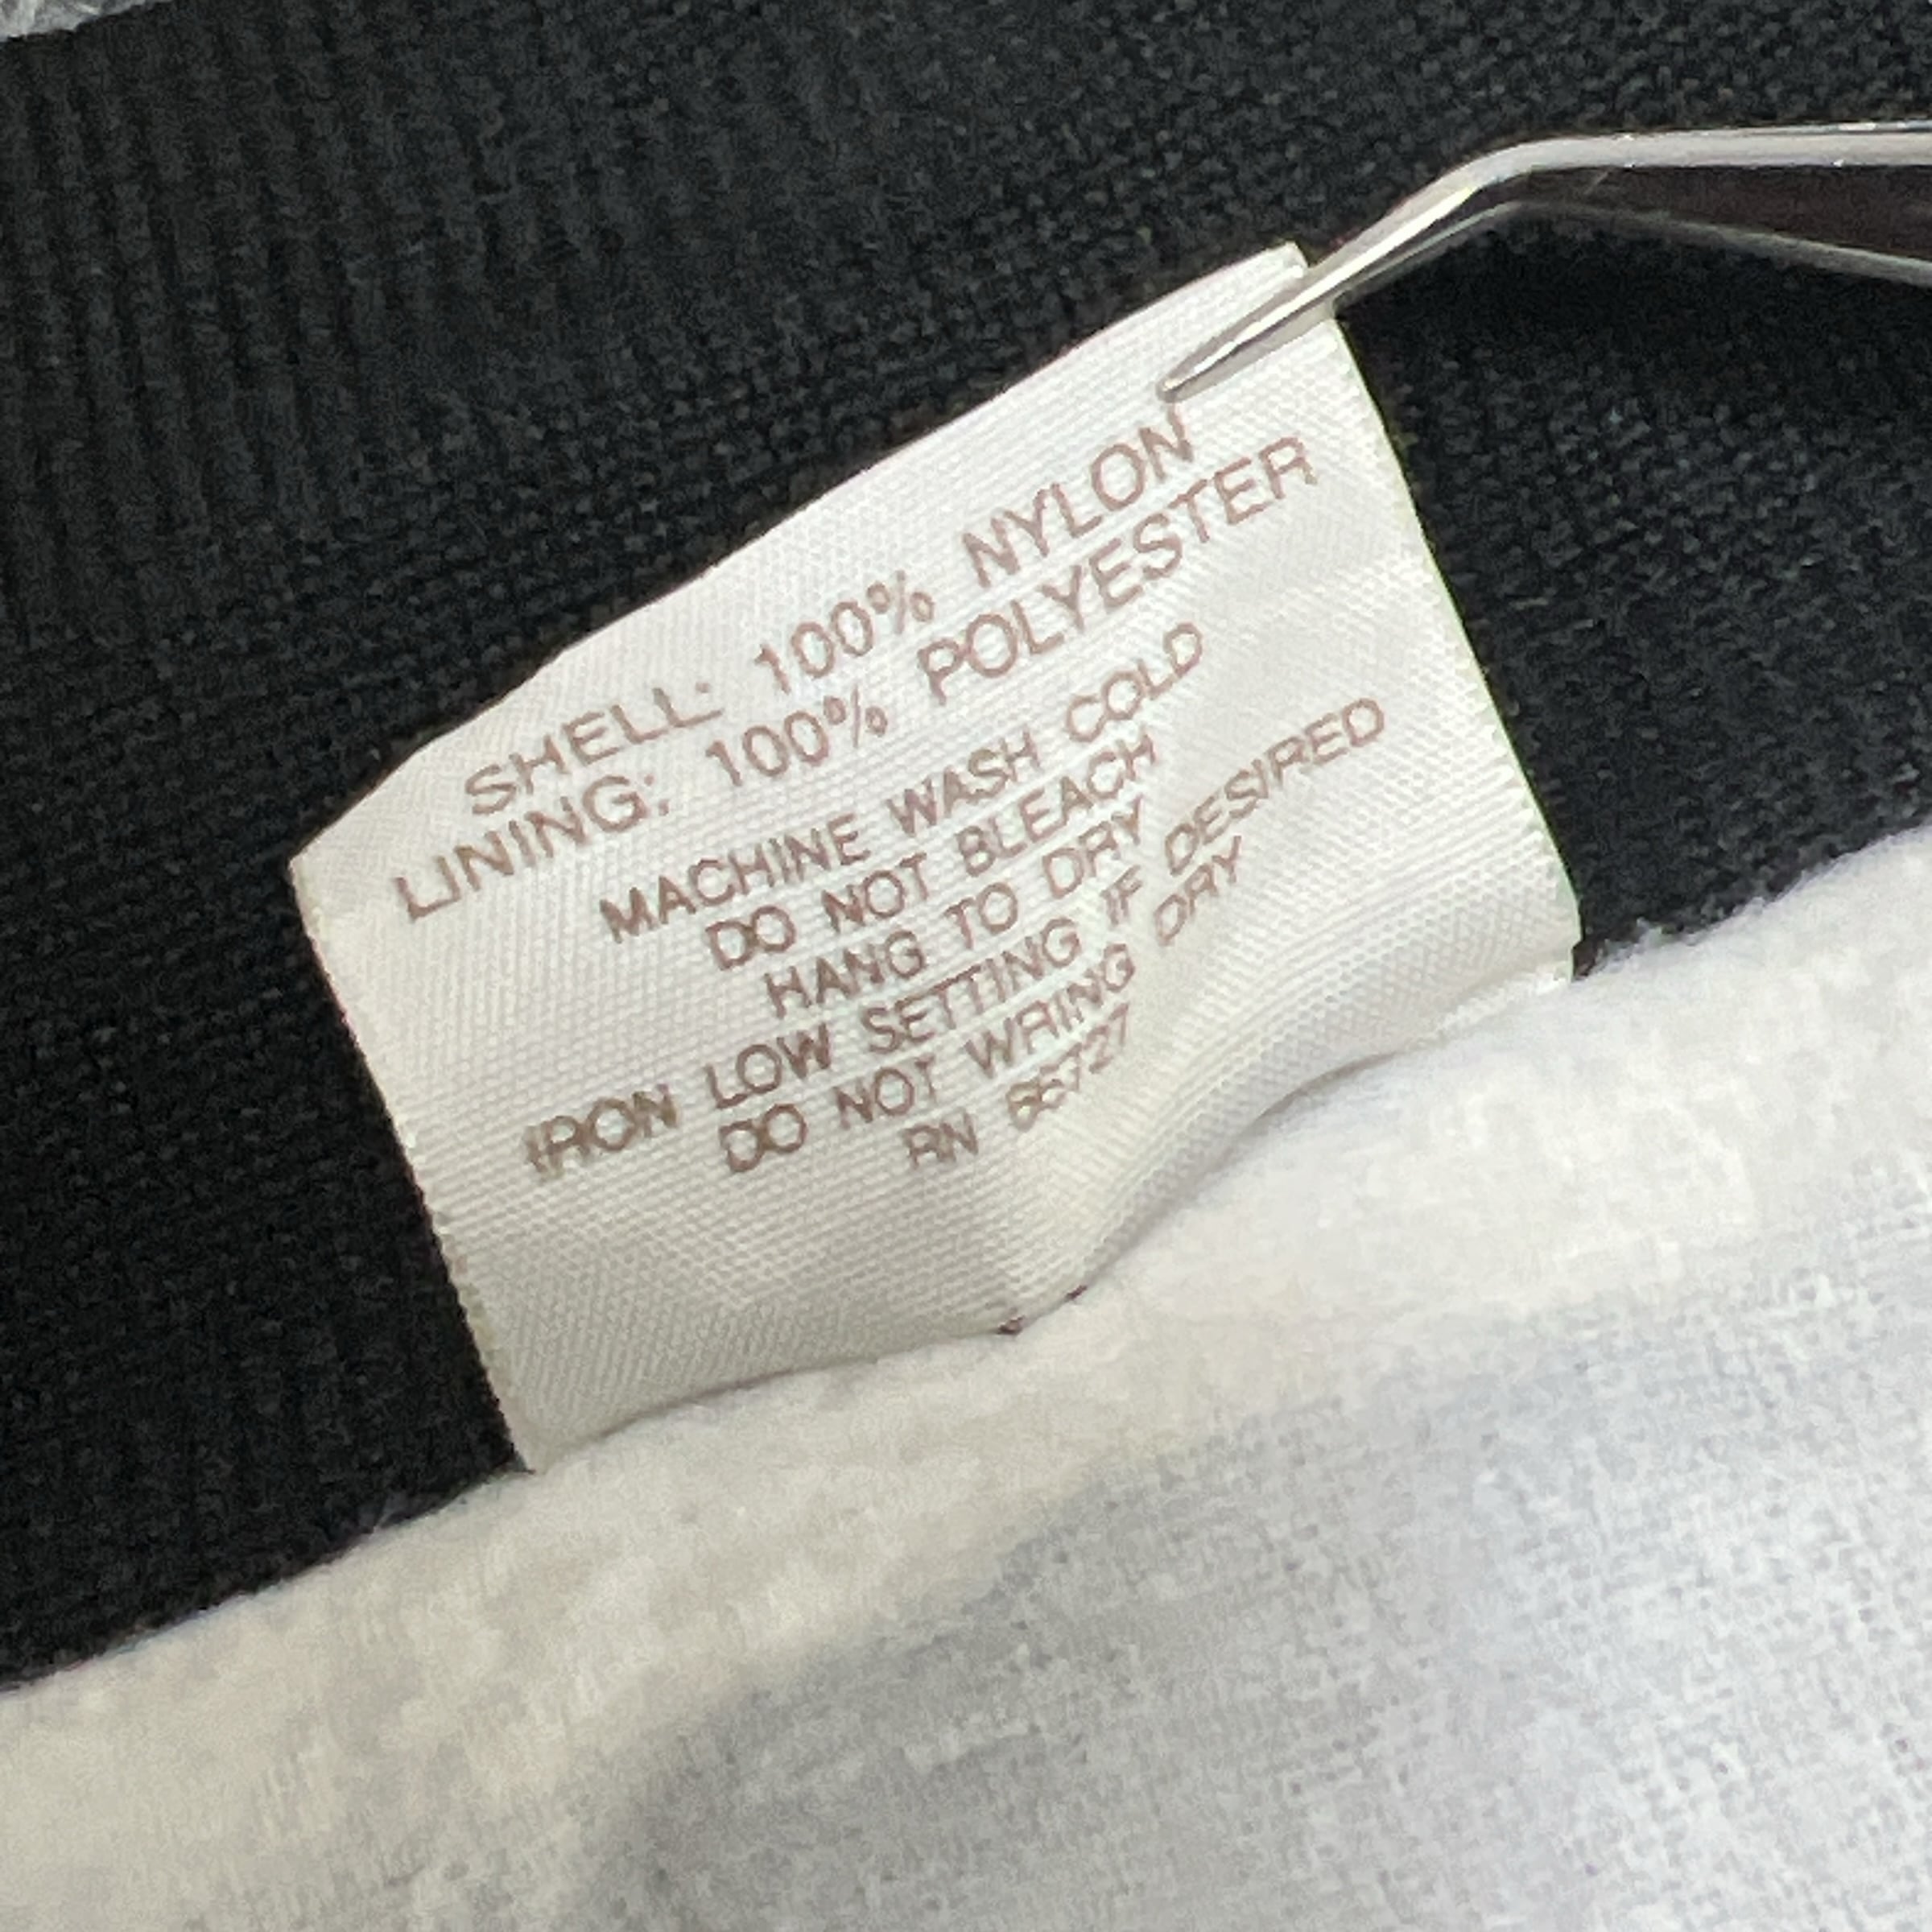 SHELL: 100% NYLON
LINING: 100% POLYESTER
MACHINE WASH COLD
DO NOT BLEACH
HANG TO DRY
IRON LOW SETTING IF DESIRED
DO NOT WRING DRY
RN